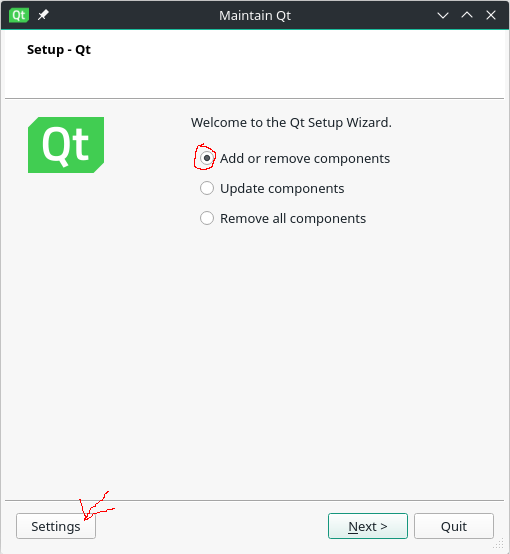 Qt
Maintain Qt
Setup - Qt
Qt
Welcome to the Qt Setup Wizard.
Add or remove components
Update components
Remove all components
Settings
Next >
Quit